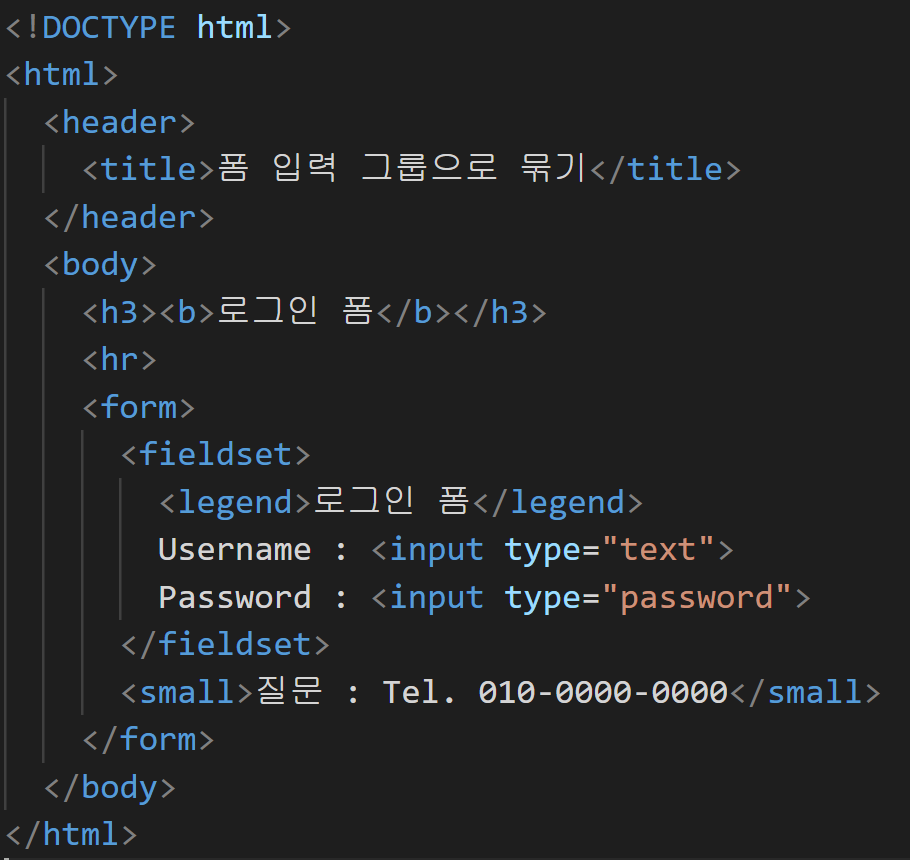 <!DOCTYPE html>
<html>
<header>
<title>폼 입력 그룹으로 묶기</title>
</header>
<body>
<h3><b>로그인 폼</b></h3>
<hr>
<form>
<fieldset>
<legend>로그인 폼</legend>
Username : <input type="text">
Password : <input type="password">
</fieldset>
<small>질문 : Tel. 010-0000-0000</small>
</form>
</body>
</html>